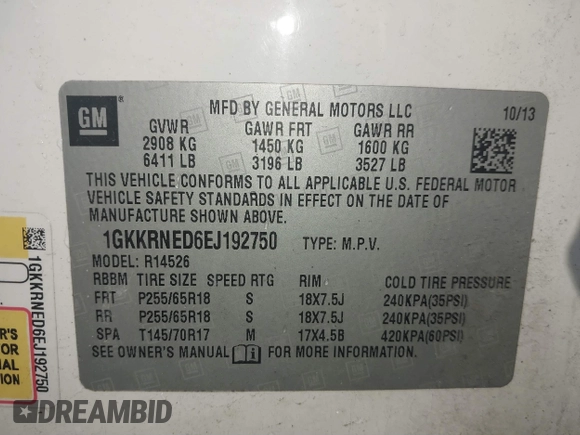 GM
MFD BY GENERAL MOTORS LLC 10/13
GVWR GAWR FRT GAWR RR
2908 KG 1450 KG 1600 KG
6411 LB 3196 LB 3527 LB
THIS VEHICLE CONFORMS TO ALL APPLICABLE U.S. FEDERAL MOTOR
VEHICLE SAFETY STANDARDS IN EFFECT ON THE DATE OF
MANUFACTURE SHOWN ABOVE.
1GKKRNED6EJ192750 TYPE: M.P.V.
MODEL: R14526
RBBM TIRE SIZE SPEED RTG RIM COLD TIRE PRESSURE
FRT P255/65R18 S 18X7.5J 240KPA(35PSI)
RR P255/65R18 S 18X7.5J 240KPA(35PSI)
SPA T145/70R17 M 17X4.5B 420KPA(60PSI)
SEE OWNER'S MANUAL FOR MORE INFORMATION
1GKKRNED6EJ192750
DREAMBID